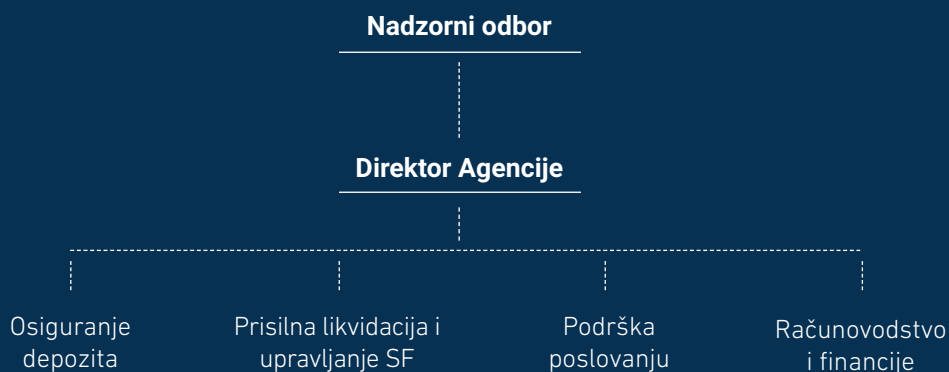 Nadzorni odbor
Direktor Agencije
Osiguranje
depozita
Prisilna likvidacija i
upravljanje SF
Podrška
poslovanju
Računovodstvo
i financije